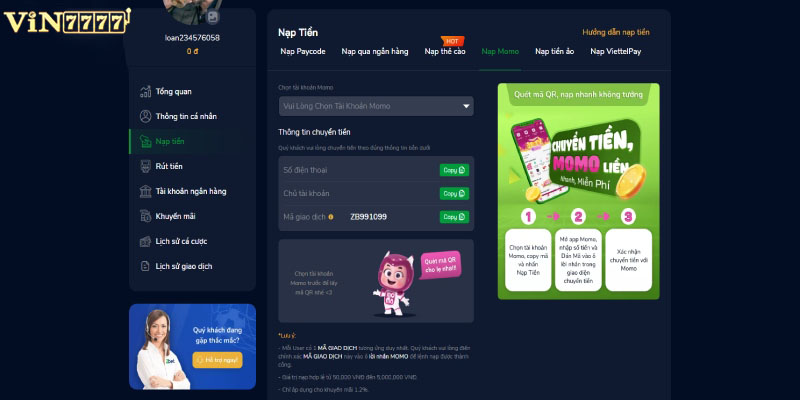 ViN7777
loan234576058
0 đ
Tổng quan
Thông tin cá nhân
Nạp tiền
Rút tiền
Tài khoản ngân hàng
Khuyến mãi
Lịch sử cá cược
Lịch sử giao dịch
Quý khách đang
gặp thắc mắc?
Hỗ trợ ngay!
Nạp Tiền
Hướng dẫn nạp tiền
HOT
Nạp Paycode
Nạp qua ngân hàng
Nạp thẻ cào
Nạp Momo
Nạp tiền ảo
Nạp ViettelPay
Chọn tài khoản Momo
Vui Lòng Chọn Tài Khoản Momo
Thông tin chuyển tiền
Quý khách vui lòng chuyển tiền theo đúng thông tin bên dưới
Số điện thoại
Copy
Chủ tài khoản
Copy
Mã giao dịch
ZB991099
Copy
Chọn tài khoản
Momo trước để lấy
mã QR nhé <3
Quét mã QR
cho lẹ nha!!
*Lưu ý:
- Mỗi User có 1 MÃ GIAO DỊCH tương ứng duy nhất. Quý khách vui lòng điền
chính xác MÃ GIAO DỊCH này vào ô lời nhắn MOMO để lệnh nạp được thành
công.
- Giá trị nạp hợp lệ từ 50,000 VNĐ đến 5,000,000 VNĐ.
- Chỉ áp dụng cho khuyến mãi 1.2%.
Quét mã QR, nạp nhanh không tưởng
CHUYỂN TIỀN,
MOMO LIỀN
Nhanh, Miễn Phí
1
2
3
Chọn tài khoản
Momo, copy mã
và nhấn
Nạp Tiền
Mở app Momo,
nhập số tiền và
Dán Mã vào ô
lời nhắn trong
giao diện
chuyển tiền
Xác nhận
chuyển tiền với
Momo